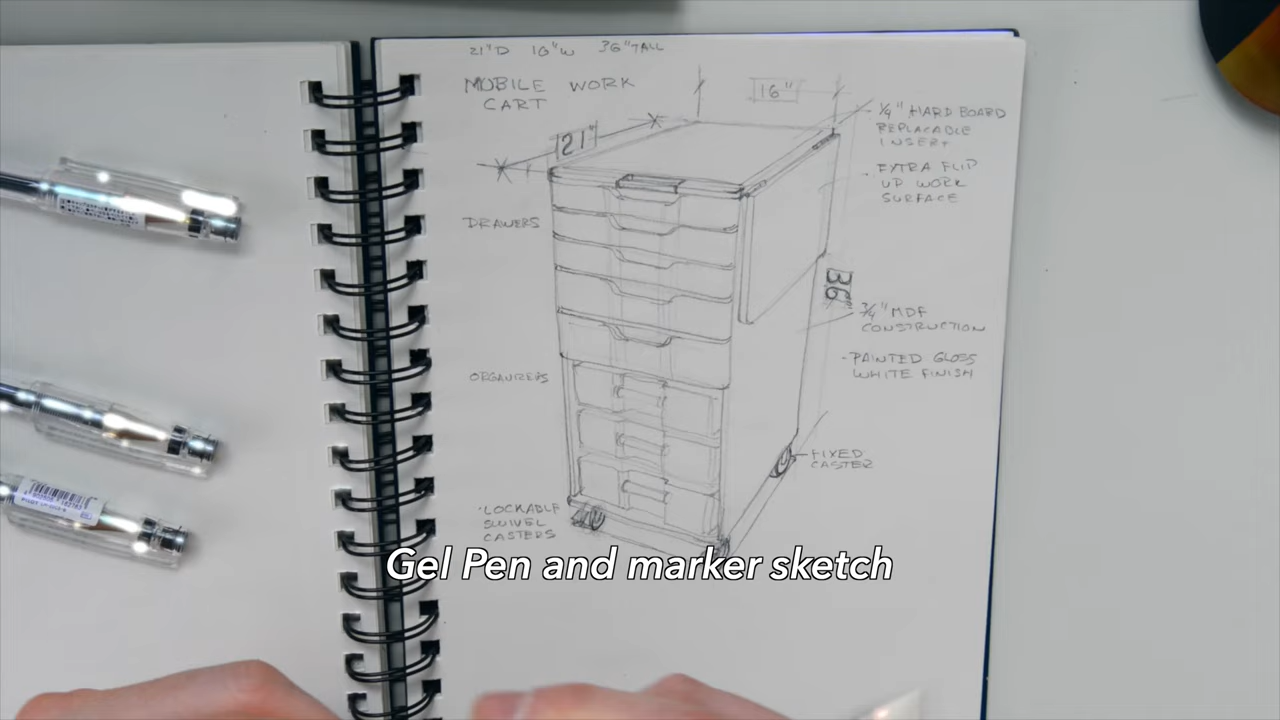 21"D 16"W 36"TALL
MOBILE WORK
CART
16"
21"
1/4" HARD BOARD
REPLACABLE
INSERT
EXTRA FLIP
UP WORK
SURFACE
DRAWERS
36"
3/4" MDF
CONSTRUCTION
-PAINTED GLOSS
WHITE FINISH
ORGANIZERS
-FIXED
CASTER
·LOCKABLE
SWIVEL
CASTERS
Gel Pen and marker sketch